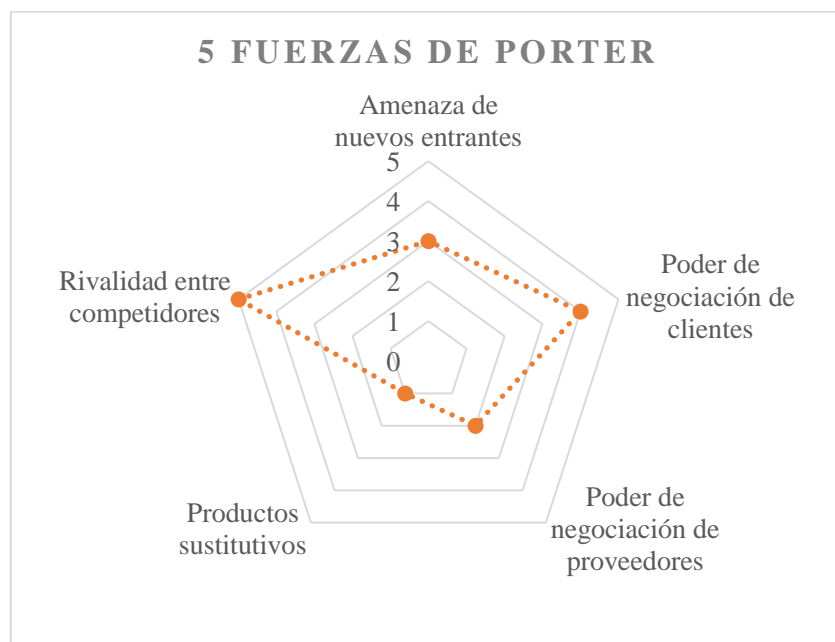 5 FUERZAS DE PORTER
Amenaza de
nuevos entrantes
5
4
3
2
1
0
Poder de
negociación de
clientes
Poder de
negociación de
proveedores
Productos
sustitutivos
Rivalidad entre
competidores